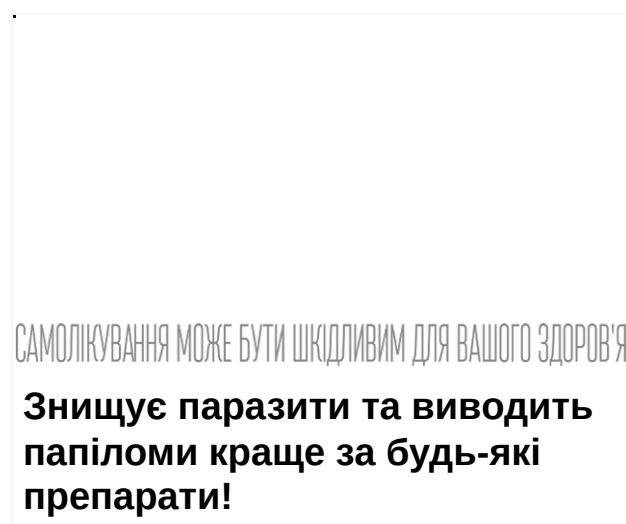 САМОЛІКУВАННЯ МОЖЕ БУТИ ШКІДЛИВИМ ДЛЯ ВАШОГО ЗДОРОВ'Я
Знищує паразити та виводить
папіломи краще за будь-які
препарати!